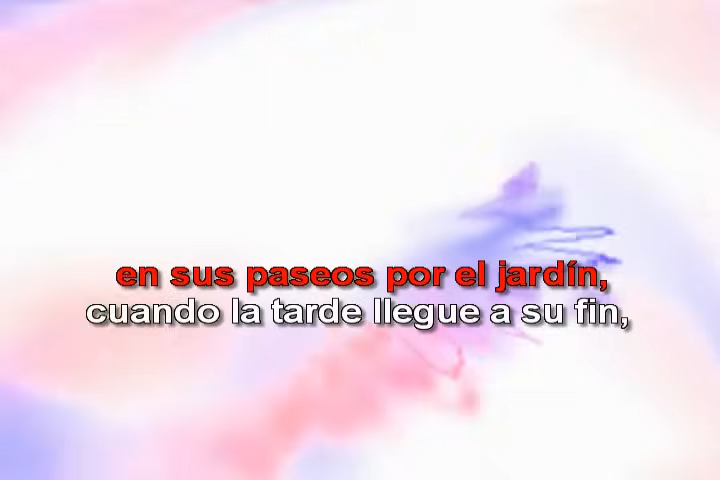 en sus paseos por el jardín,
cuando la tarde llegue a su fin,